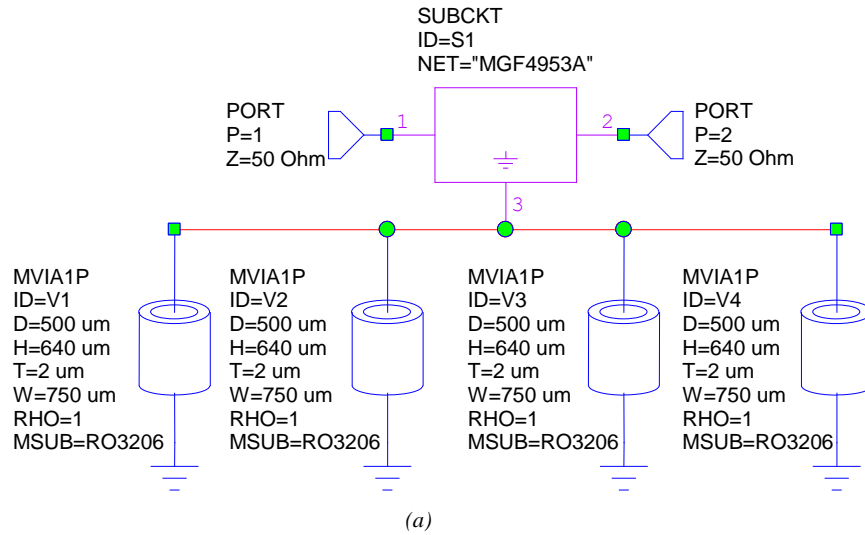 SUBCKT
ID=S1
NET="MGF4953A"
PORT
P=1
Z=50 Ohm
1
2
PORT
P=2
Z=50 Ohm
3
MVIA1P
ID=V1
D=500 um
H=640 um
T=2 um
W=750 um
RHO=1
MSUB=RO3206
MVIA1P
ID=V2
D=500 um
H=640 um
T=2 um
W=750 um
RHO=1
MSUB=RO3206
MVIA1P
ID=V3
D=500 um
H=640 um
T=2 um
W=750 um
RHO=1
MSUB=RO3206
MVIA1P
ID=V4
D=500 um
H=640 um
T=2 um
W=750 um
RHO=1
MSUB=RO3206
(a)